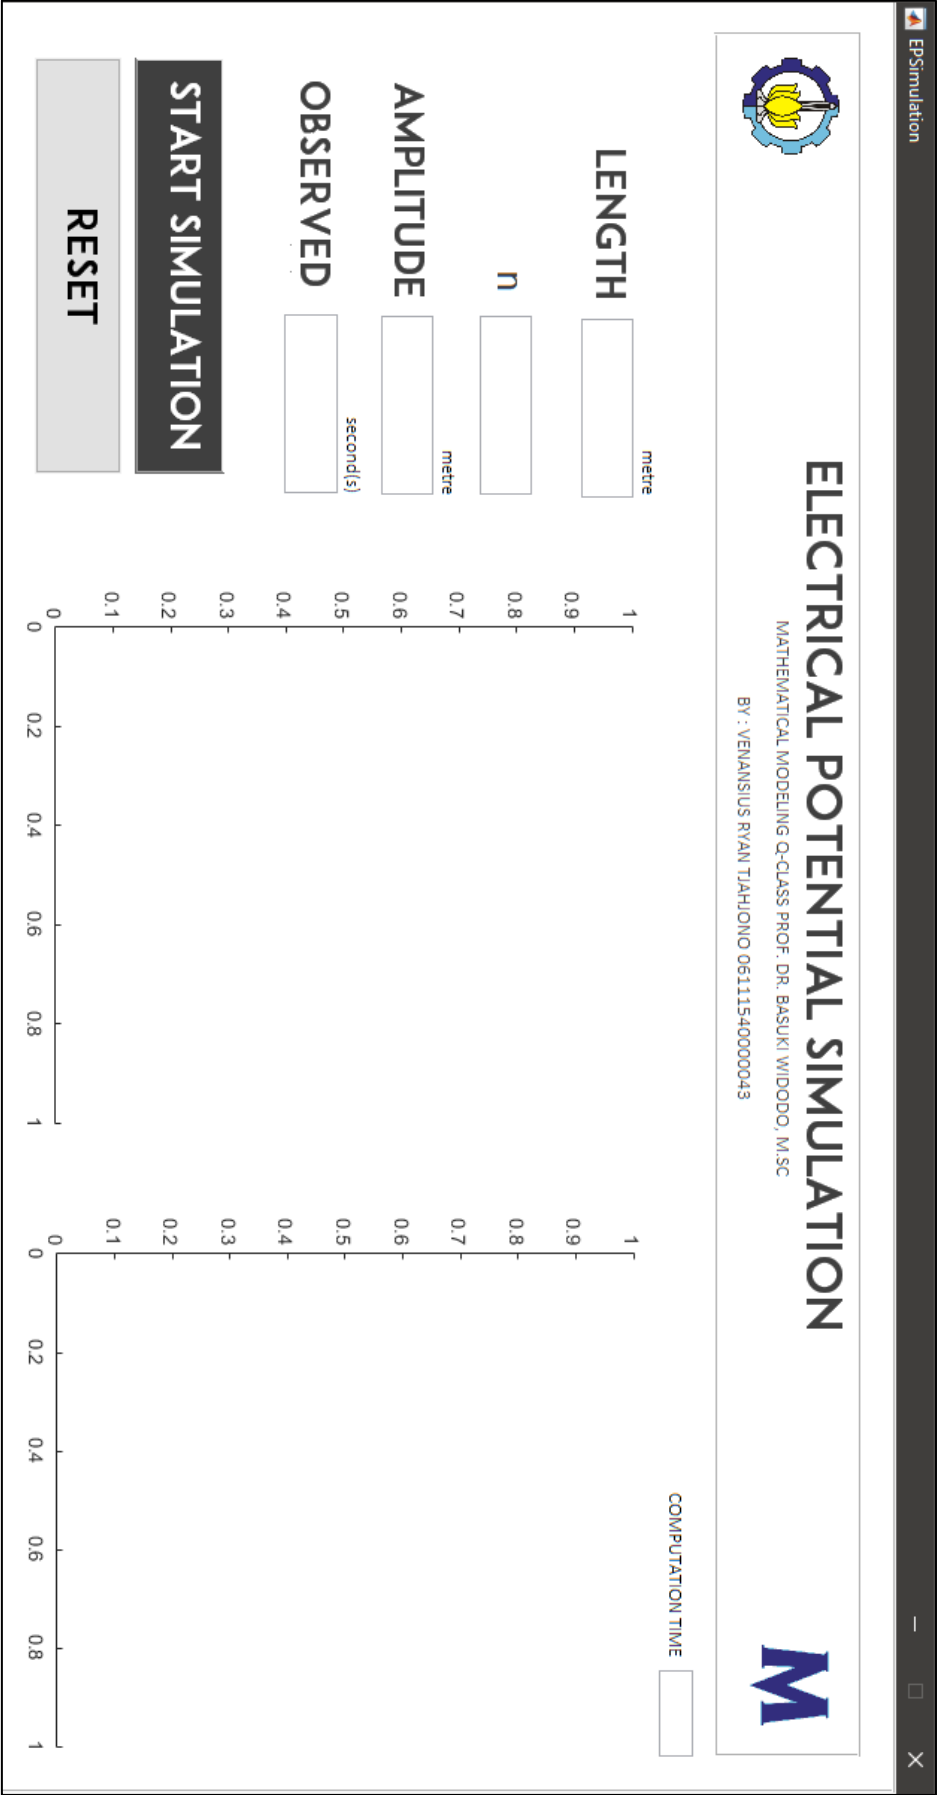 EPSimulation
ELECTRICAL POTENTIAL SIMULATION
MATHEMATICAL MODELING Q-CLASS PROF. DR. BASUKI WIDODO, M.SC
BY : VENANSIUS RYAN TJAHJONO 06111540000043
M
COMPUTATION TIME
metre
LENGTH
n
metre
AMPLITUDE
second(s)
OBSERVED
START SIMULATION
RESET
1
0.9
0.8
0.7
0.6
0.5
0.4
0.3
0.2
0.1
0
0 0.2 0.4 0.6 0.8 1
1
0.9
0.8
0.7
0.6
0.5
0.4
0.3
0.2
0.1
0
0 0.2 0.4 0.6 0.8 1